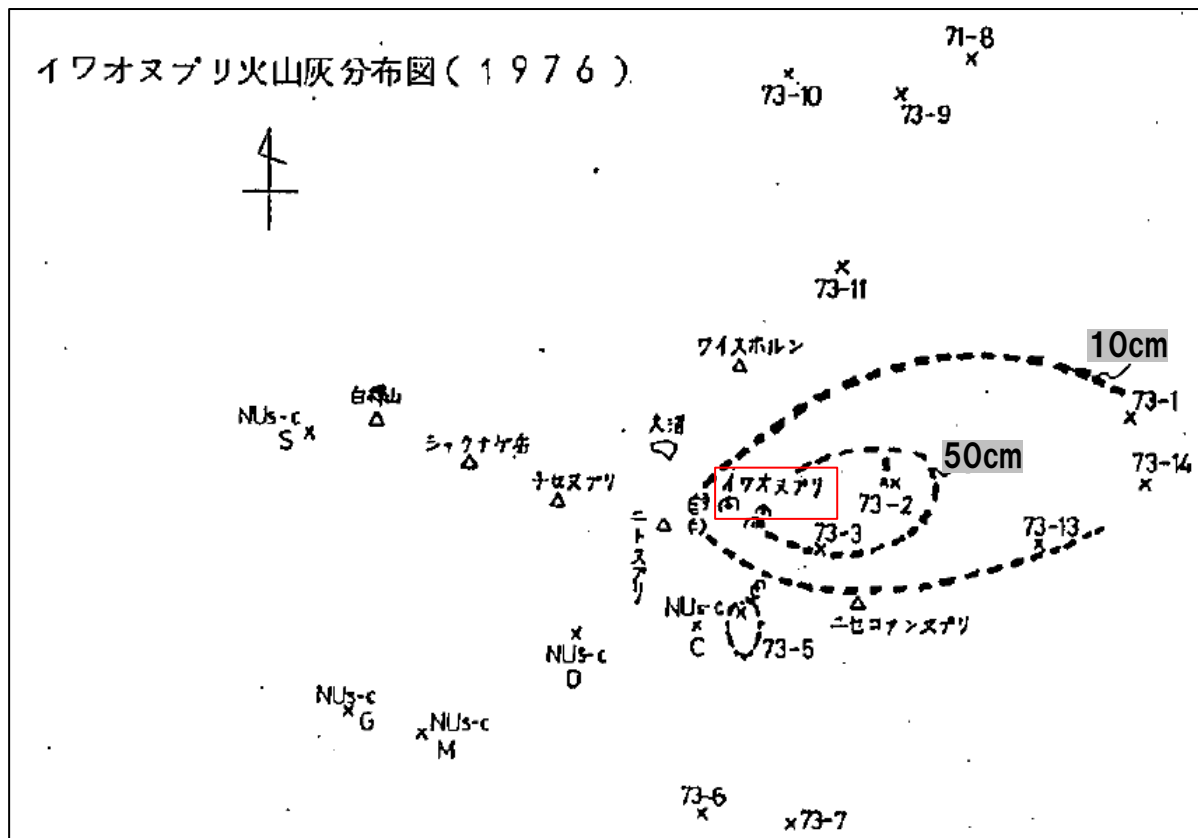 イワオヌプリ火山灰分布図(1976)
71-8
73-10
73-9
73-11
ワイスホルン
10cm
73-1
白樺山
NUs-c
S
シャクナゲ岳
大沼
50cm
73-14
チセヌプリ
イワオヌプリ
73-2
ニトヌプリ
73-3
73-13
NUs-c
C
ニセコアンヌプリ
73-5
NUs-c
D
NUs-c
G
NUs-c
M
73-6
73-7